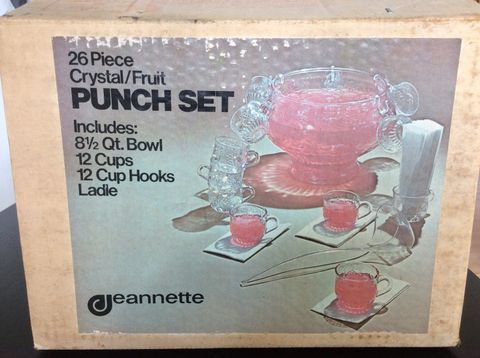 26 Piece
Crystal/Fruit
PUNCH SET
Includes:
8½ Qt. Bowl
12 Cups
12 Cup Hooks
Ladle
Jeannette